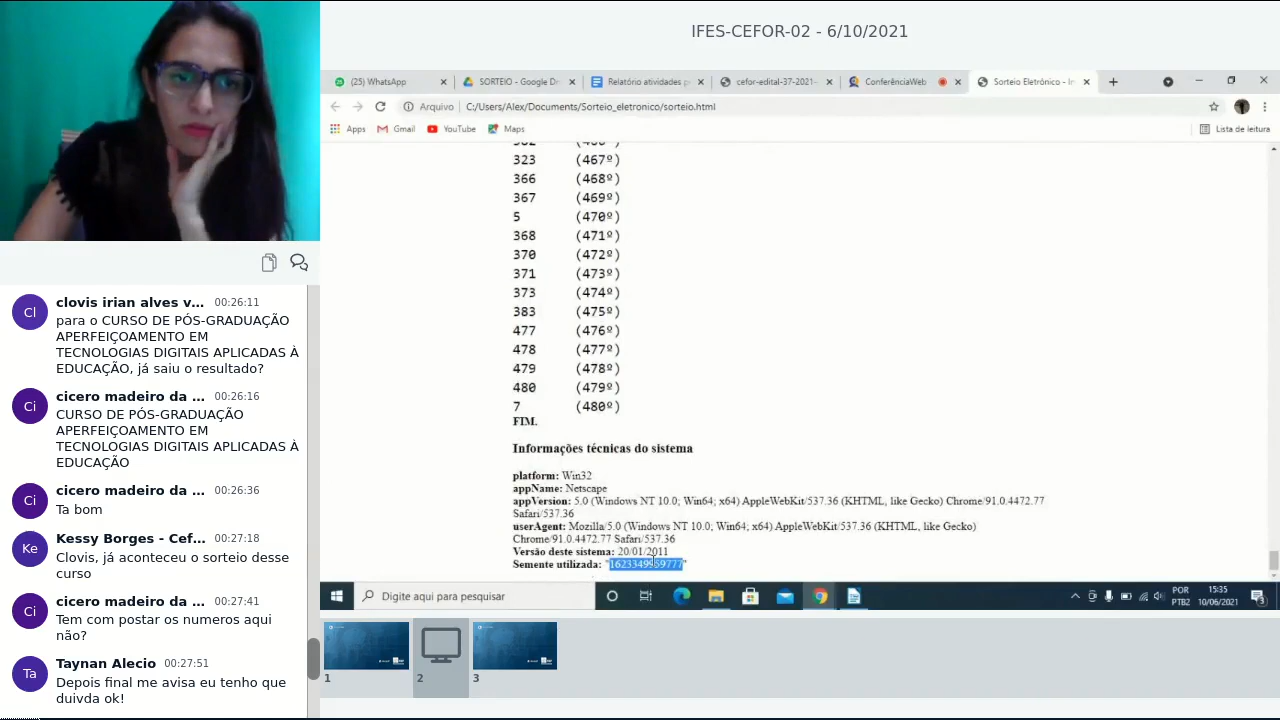 IFES-CEFOR-02 - 6/10/2021
(25) WhatsApp
SORTEIO - Google Dr
Relatório atividades p
cefor-edital-37-2021-
ConferênciaWeb
Sorteio Eletrônico - In
Arquivo
C:/Users/Alex/Documents/Sorteio_eletronico/sorteio.html
Apps
Gmail
YouTube
Maps
Lista de leitura
323 (467º)
366 (468º)
367 (469º)
5 (470º)
368 (471º)
370 (472º)
371 (473º)
373 (474º)
383 (475º)
477 (476º)
478 (477º)
479 (478º)
480 (479º)
7 (480º)
FIM.
Informações técnicas do sistema
platform: Win32
appName: Netscape
appVersion: 5.0 (Windows NT 10.0; Win64; x64) AppleWebKit/537.36 (KHTML, like Gecko) Chrome/91.0.4472.77
Safari/537.36
userAgent: Mozilla/5.0 (Windows NT 10.0; Win64; x64) AppleWebKit/537.36 (KHTML, like Gecko)
Chrome/91.0.4472.77 Safari/537.36
Versão deste sistema: 20/01/2011
Semente utilizada:
Digite aqui para pesquisar
POR
PTB2
15:35
10/06/2021
3
1
2
3
Cl
clovis irian alves v... 00:26:11
para o CURSO DE PÓS-GRADUAÇÃO
APERFEIÇOAMENTO EM
TECNOLOGIAS DIGITAIS APLICADAS À
EDUCAÇÃO, já saiu o resultado?
Ci
cicero madeiro da ... 00:26:16
CURSO DE PÓS-GRADUAÇÃO
APERFEIÇOAMENTO EM
TECNOLOGIAS DIGITAIS APLICADAS À
EDUCAÇÃO
Ci
cicero madeiro da ... 00:26:36
Ta bom
Ke
Kessy Borges - Cef... 00:27:18
Clovis, já aconteceu o sorteio desse
curso
Ci
cicero madeiro da ... 00:27:41
Tem com postar os numeros aqui
não?
Ta
Taynan Alecio 00:27:51
Depois final me avisa eu tenho que
duivda ok!